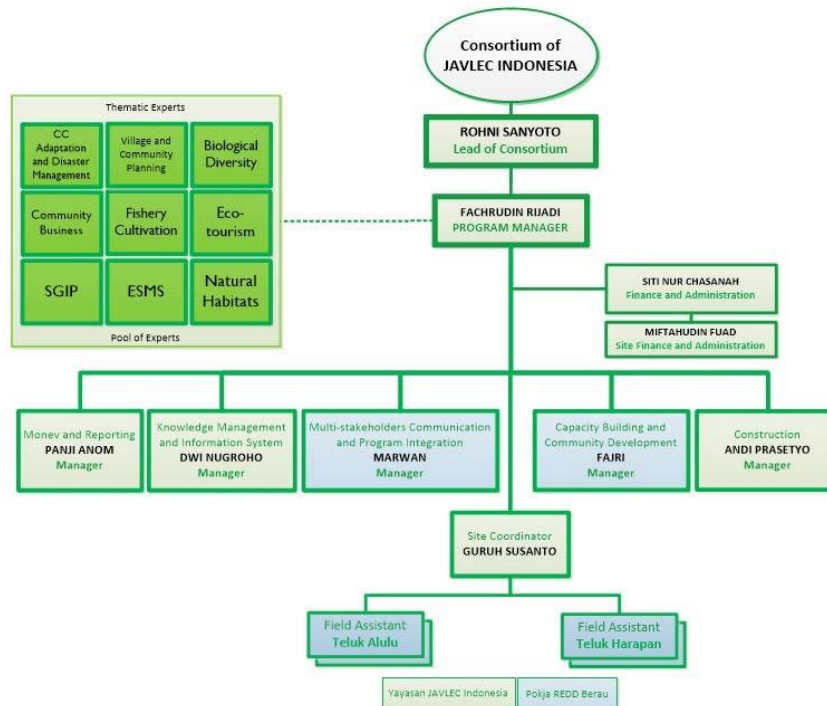 Consortium of
JAVLEC INDONESIA
ROHNI SANYOTO
Lead of Consortium
FACHRUDIN RIJADI
PROGRAM MANAGER
Thematic Experts
CC
Adaptation
and Disaster
Management
Village and
Community
Planning
Biological
Diversity
Community
Business
Fishery
Cultivation
Eco-
tourism
SGIP
ESMS
Natural
Habitats
Pool of Experts
SITI NUR CHASANAH
Finance and Administration
MIFTAHUDIN FUAD
Site Finance and Administration
Monev and Reporting
PANJI ANOM
Manager
Knowledge Management
and Information System
DWI NUGROHO
Manager
Multi-stakeholders Communication
and Program Integration
MARWAN
Manager
Capacity Building and
Community Development
FAJRI
Manager
Construction
ANDI PRASETYO
Manager
Site Coordinator
GURUH SUSANTO
Field Assistant
Teluk Alulu
Field Assistant
Teluk Harapan
Yayasan JAVLEC Indonesia
Pokja REDD Berau